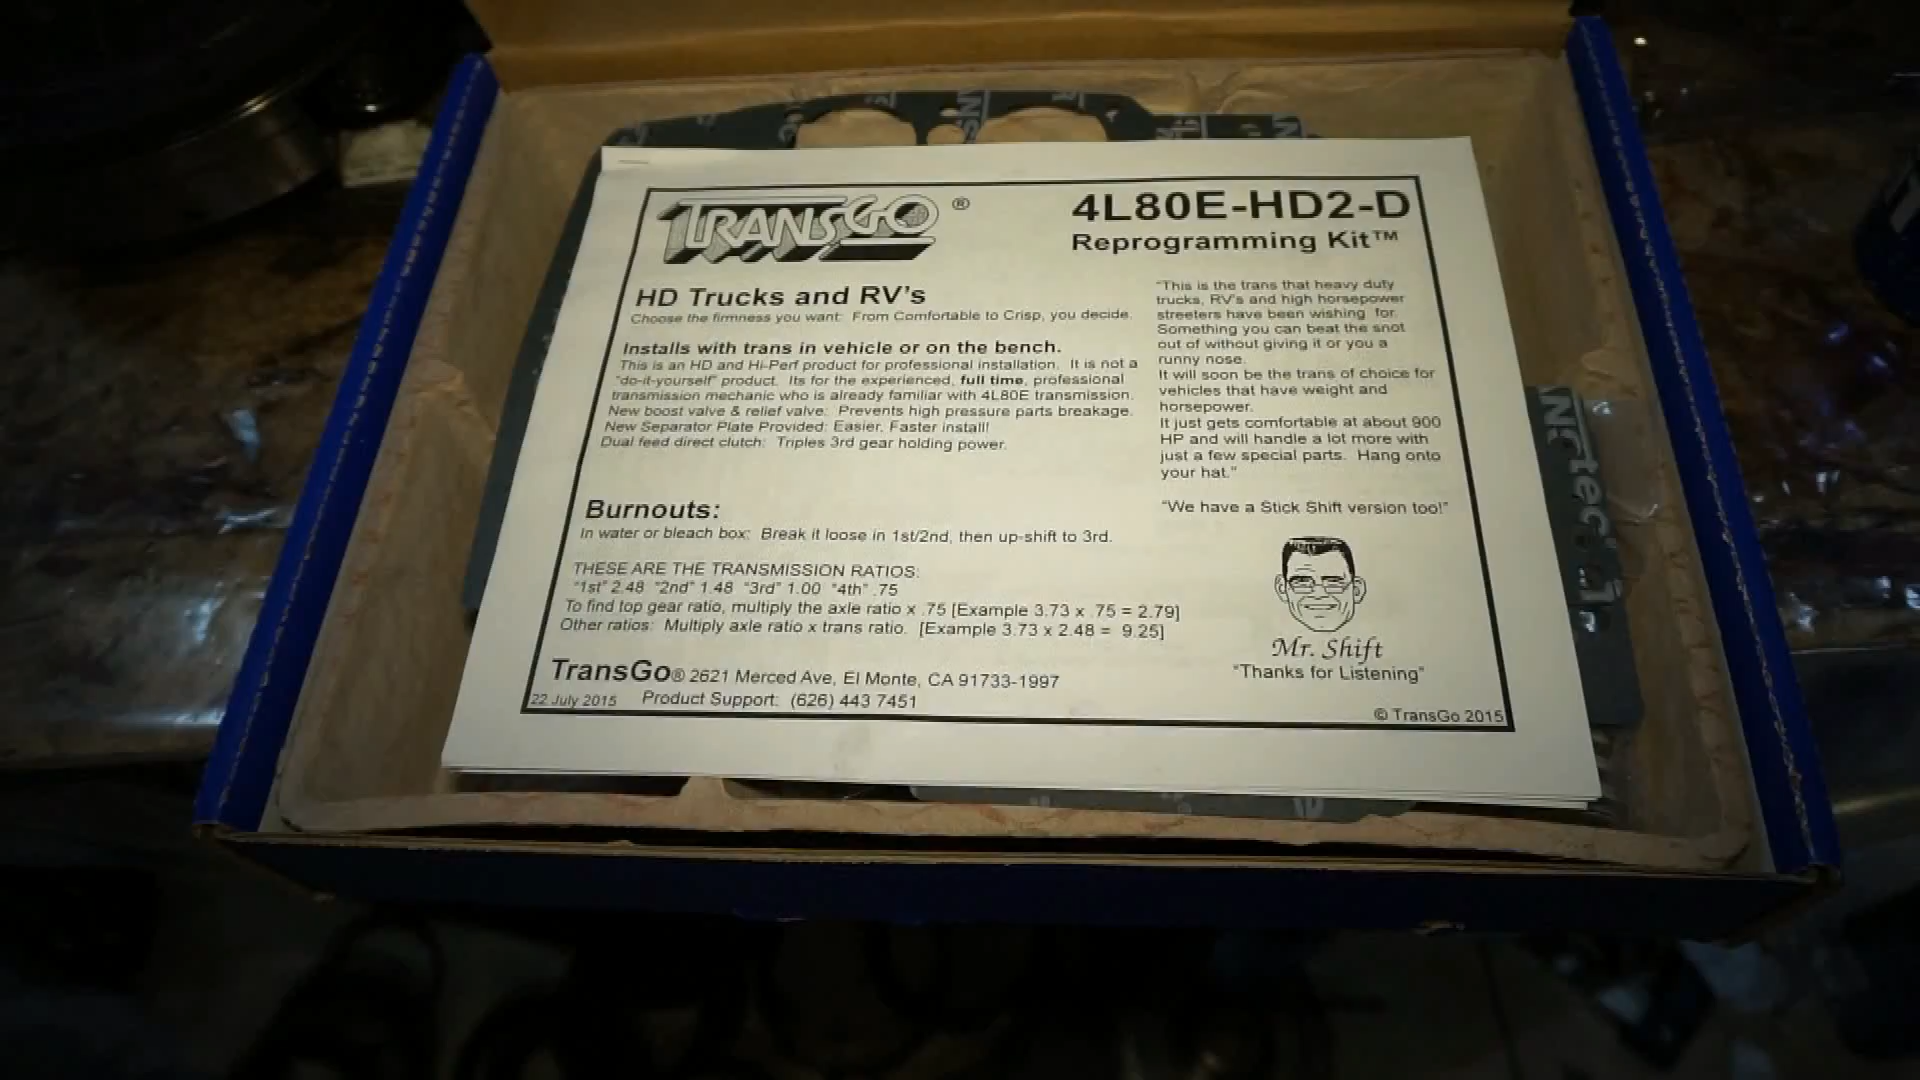 TRANSGO ®
4L80E-HD2-D
Reprogramming Kit™
HD Trucks and RV's
Choose the firmness you want: From Comfortable to Crisp, you decide.
Installs with trans in vehicle or on the bench.
This is an HD and Hi-Perf product for professional installation. It is not a
"do-it-yourself" product. Its for the experienced, full time, professional
transmission mechanic who is already familiar with 4L80E transmission.
New boost valve & relief valve: Prevents high pressure parts breakage.
New Separator Plate Provided: Easier, Faster install!
Dual feed direct clutch: Triples 3rd gear holding power.
"This is the trans that heavy duty
trucks, RV's and high horsepower
streeters have been wishing for.
Something you can beat the snot
out of without giving it or you a
runny nose.
It will soon be the trans of choice for
vehicles that have weight and
horsepower.
It just gets comfortable at about 900
HP and will handle a lot more with
just a few special parts. Hang onto
your hat."
"We have a Stick Shift version too!"
Burnouts:
In water or bleach box: Break it loose in 1st/2nd, then up-shift to 3rd.
THESE ARE THE TRANSMISSION RATIOS:
"1st" 2.48 "2nd" 1.48 "3rd" 1.00 "4th" .75
To find top gear ratio, multiply the axle ratio x .75 [Example 3.73 x .75 = 2.79]
Other ratios: Multiply axle ratio x trans ratio. [Example 3.73 x 2.48 = 9.25]
Mr. Shift
"Thanks for Listening"
TransGo® 2621 Merced Ave, El Monte, CA 91733-1997
22 July 2015 Product Support: (626) 443 7451
© TransGo 2015